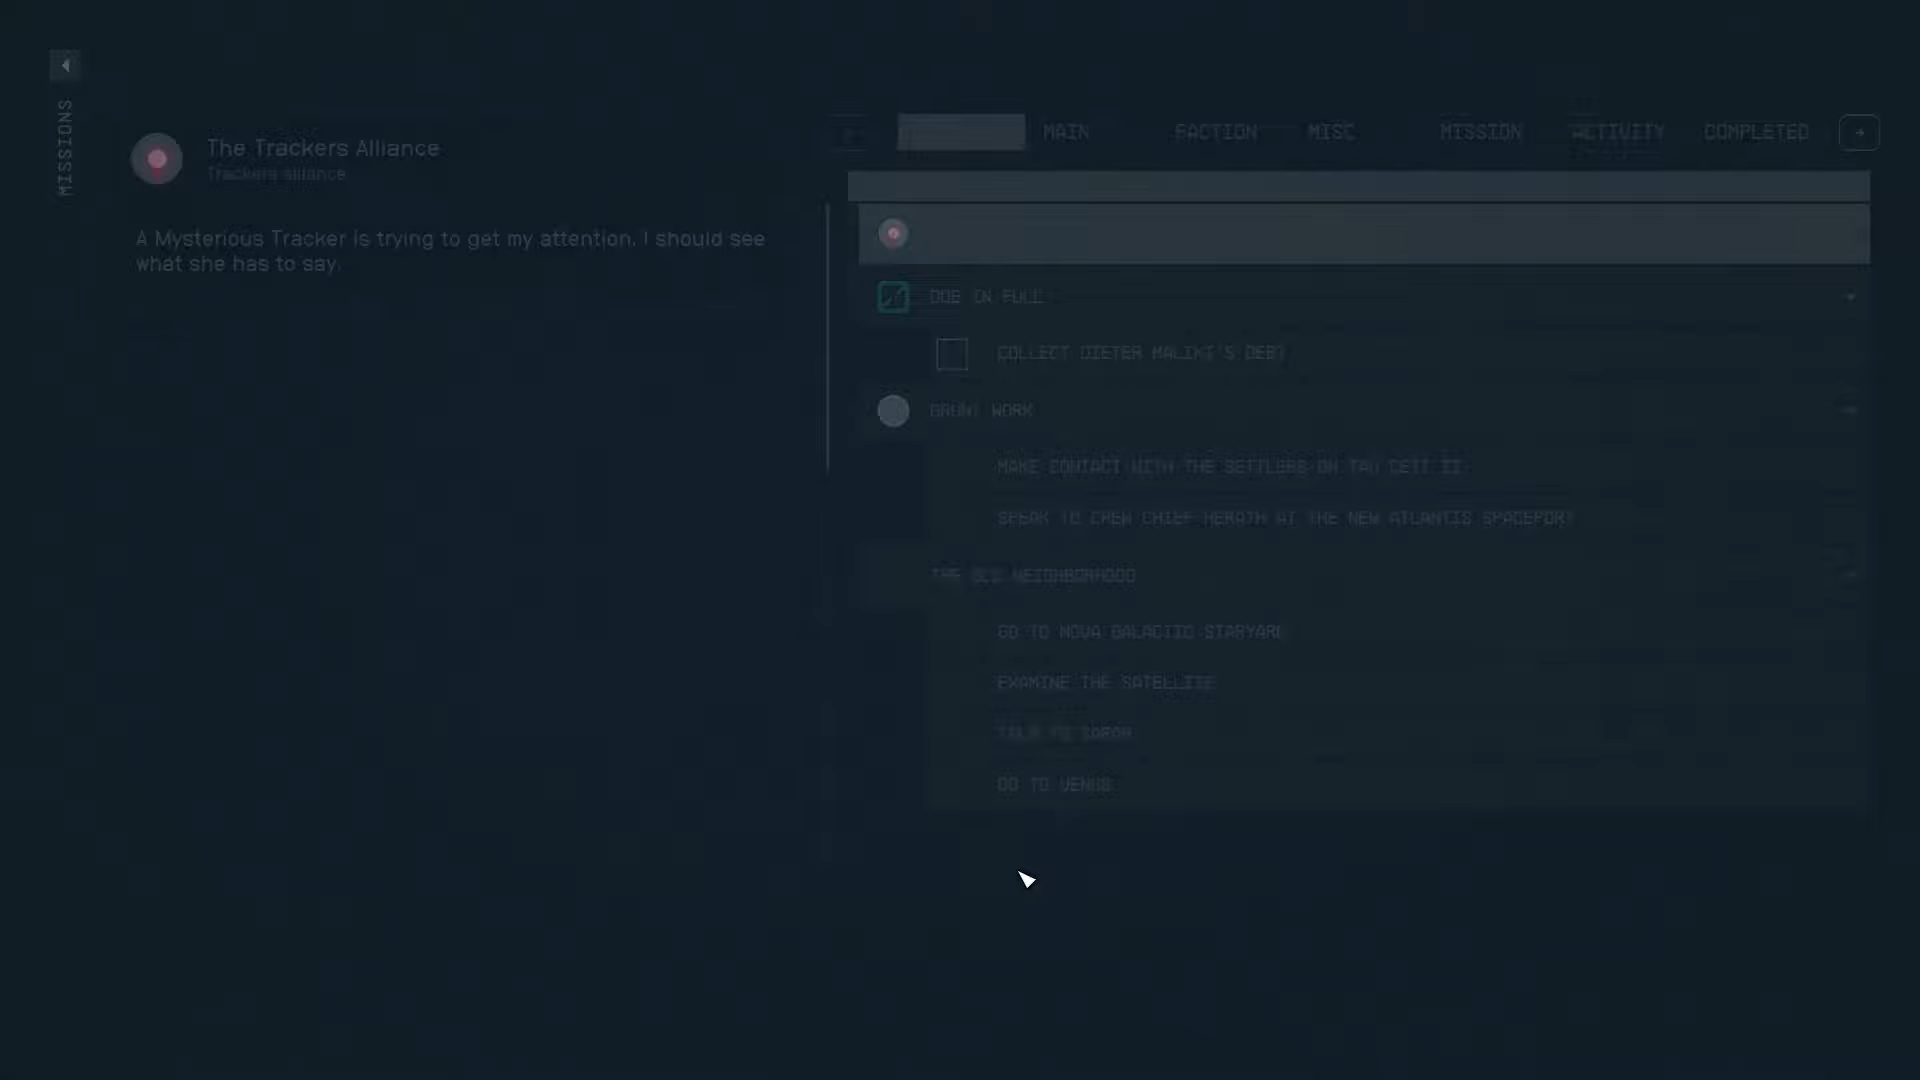 MISSIONS
The Trackers Alliance
Trackers alliance
A Mysterious Tracker is trying to get my attention. I should see
what she has to say.
MAIN
FACTION
MISC
MISSION
ACTIVITY
COMPLETED
DUE IN FULL
COLLECT DIETER MALIKI'S DEBT
GRUNT WORK
MAKE CONTACT WITH THE SETTLERS ON TAU CETI II
SPEAK TO CREW CHIEF HERATH AT THE NEW ATLANTIS SPACEPORT
THE OLD NEIGHBORHOOD
GO TO NOVA GALACTIC STARYARD
EXAMINE THE SATELLITE
TALK TO SARAH
GO TO VENUS